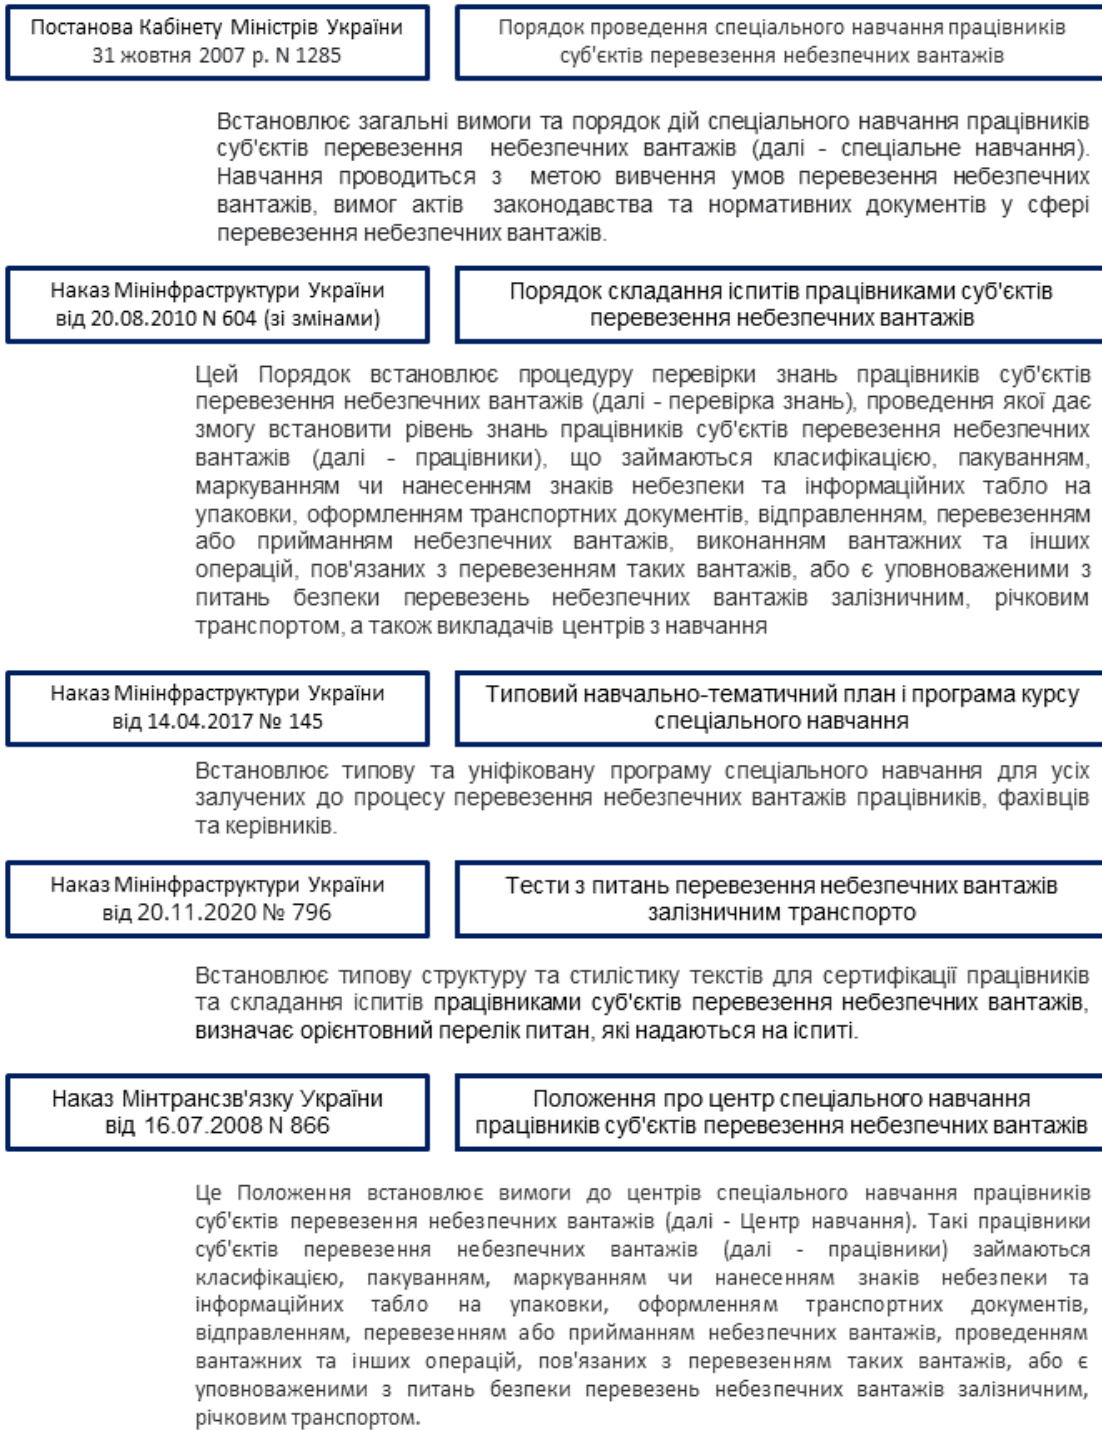 Постанова Кабінету Міністрів України
31 жовтня 2007 р. N 1285
Порядок проведення спеціального навчання працівників
суб'єктів перевезення небезпечних вантажів
Встановлює загальні вимоги та порядок дій спеціального навчання працівників
суб'єктів перевезення небезпечних вантажів (далі - спеціальне навчання).
Навчання проводиться з метою вивчення умов перевезення небезпечних
вантажів, вимог актів законодавства та нормативних документів у сфері
перевезення небезпечних вантажів.
Наказ Мінінфраструктури України
від 20.08.2010 N 604 (зі змінами)
Порядок складання іспитів працівниками суб'єктів
перевезення небезпечних вантажів
Цей Порядок встановлює процедуру перевірки знань працівників суб'єктів
перевезення небезпечних вантажів (далі - перевірка знань), проведення якої дає
змогу встановити рівень знань працівників суб'єктів перевезення небезпечних
вантажів (далі - працівники), що займаються класифікацією, пакуванням,
маркуванням чи нанесенням знаків небезпеки та інформаційних табло на
упаковки, оформленням транспортних документів, відправленням, перевезенням
або прийманням небезпечних вантажів, виконанням вантажних та інших
операцій, пов'язаних з перевезенням таких вантажів, або є уповноваженими з
питань безпеки перевезень небезпечних вантажів залізничним, річковим
транспортом, а також викладачів центрів з навчання
Наказ Мінінфраструктури України
від 14.04.2017 № 145
Типовий навчально-тематичний план і програма курсу
спеціального навчання
Встановлює типову та уніфіковану програму спеціального навчання для усіх
залучених до процесу перевезення небезпечних вантажів працівників, фахівців
та керівників.
Наказ Мінінфраструктури України
від 20.11.2020 № 796
Тести з питань перевезення небезпечних вантажів
залізничним транспорто
Встановлює типову структуру та стилістику текстів для сертифікації працівників
та складання іспитів працівниками суб'єктів перевезення небезпечних вантажів,
визначає орієнтовний перелік питан, які надаються на іспиті.
Наказ Мінтрансзв'язку України
від 16.07.2008 N 866
Положення про центр спеціального навчання
працівників суб'єктів перевезення небезпечних вантажів
Це Положення встановлює вимоги до центрів спеціального навчання працівників
суб'єктів перевезення небезпечних вантажів (далі - Центр навчання). Такі працівники
суб'єктів перевезення небезпечних вантажів (далі - працівники) займаються
класифікацією, пакуванням, маркуванням чи нанесенням знаків небезпеки та
інформаційних табло на упаковки, оформленням транспортних документів,
відправленням, перевезенням або прийманням небезпечних вантажів, проведенням
вантажних та інших операцій, пов'язаних з перевезенням таких вантажів, або є
уповноваженими з питань безпеки перевезень небезпечних вантажів залізничним,
річковим транспортом.